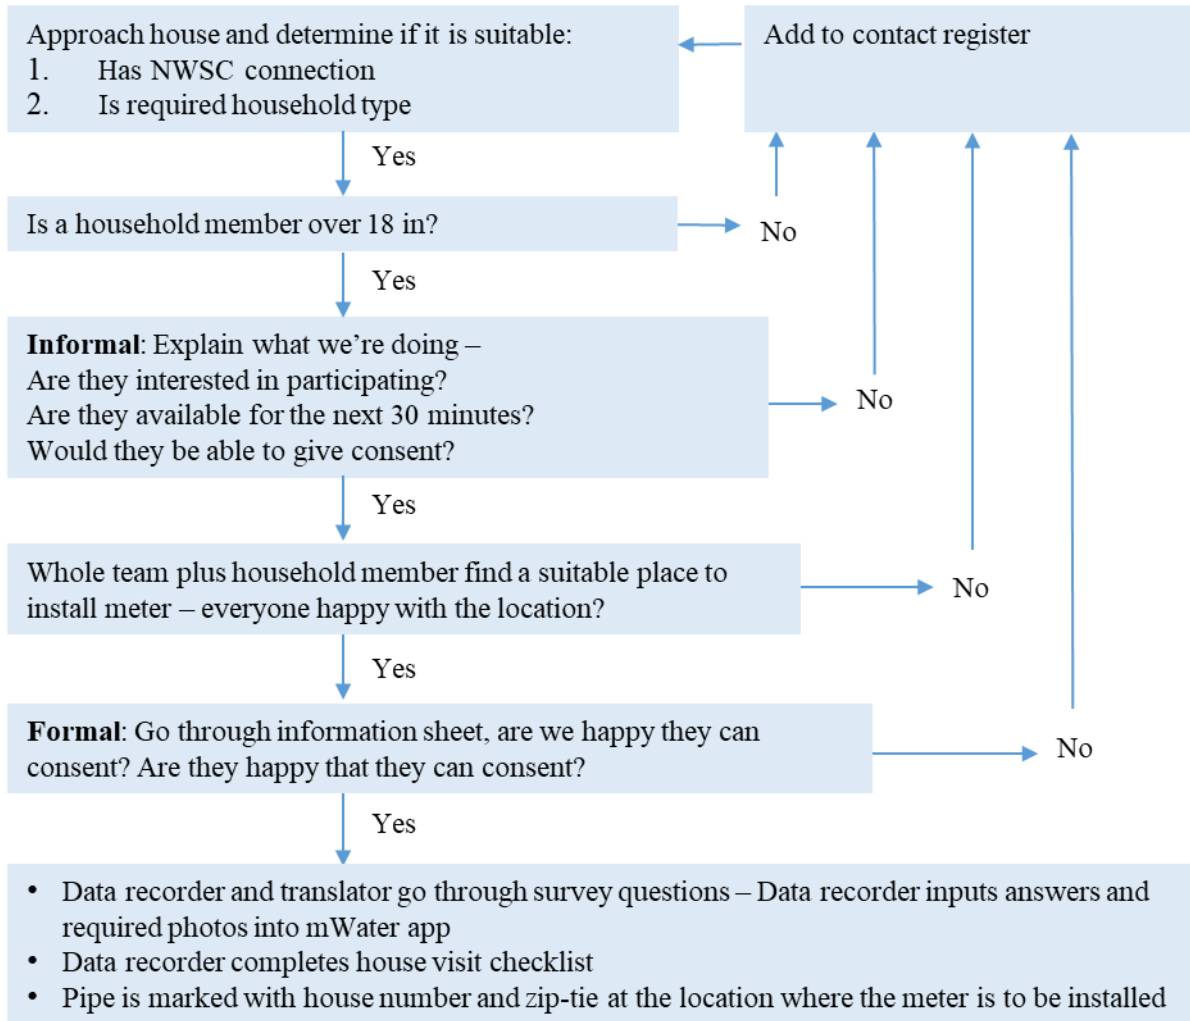 Approach house and determine if it is suitable:
1. Has NWSC connection
2. Is required household type
Add to contact register
Yes
Is a household member over 18 in?
No
Yes
Informal: Explain what we’re doing –
Are they interested in participating?
Are they available for the next 30 minutes?
Would they be able to give consent?
No
Yes
Whole team plus household member find a suitable place to
install meter – everyone happy with the location?
No
Yes
Formal: Go through information sheet, are we happy they can
consent? Are they happy that they can consent?
No
Yes
• Data recorder and translator go through survey questions – Data recorder inputs answers and
required photos into mWater app
• Data recorder completes house visit checklist
• Pipe is marked with house number and zip-tie at the location where the meter is to be installed